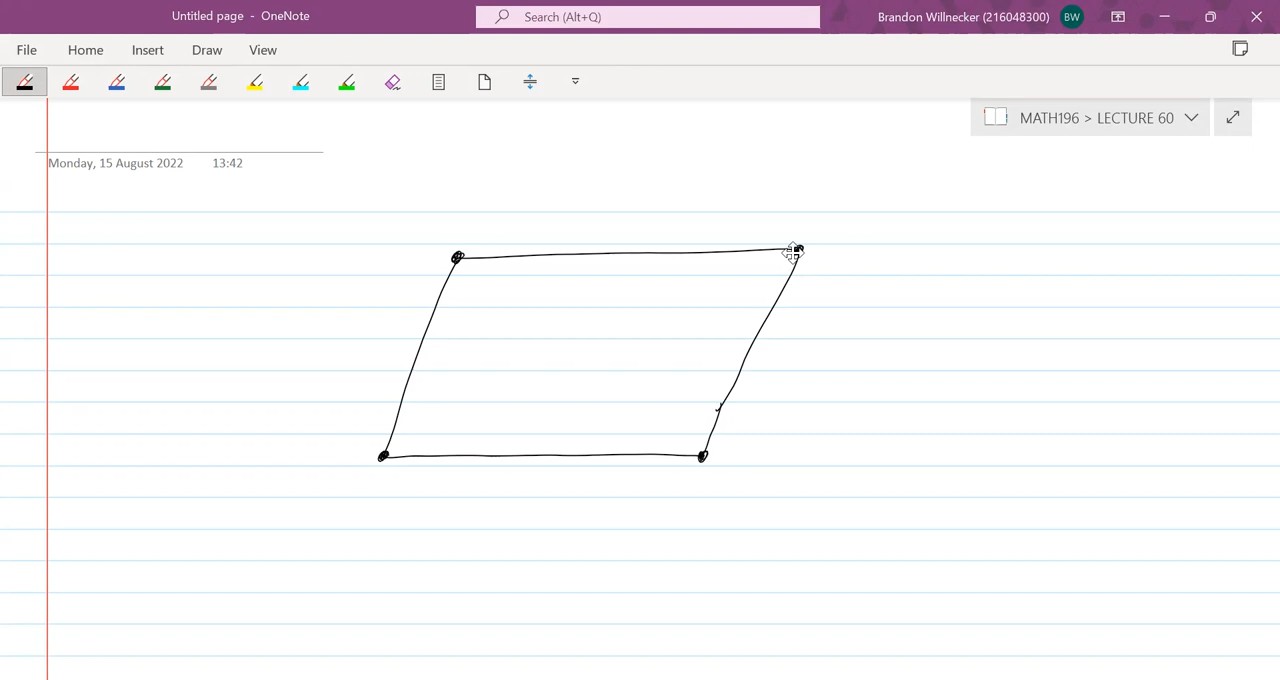 Untitled page - OneNote
Search (Alt+Q)
Brandon Willnecker (216048300)
BW
File
Home
Insert
Draw
View
MATH196 > LECTURE 60
Monday, 15 August 2022
13:42